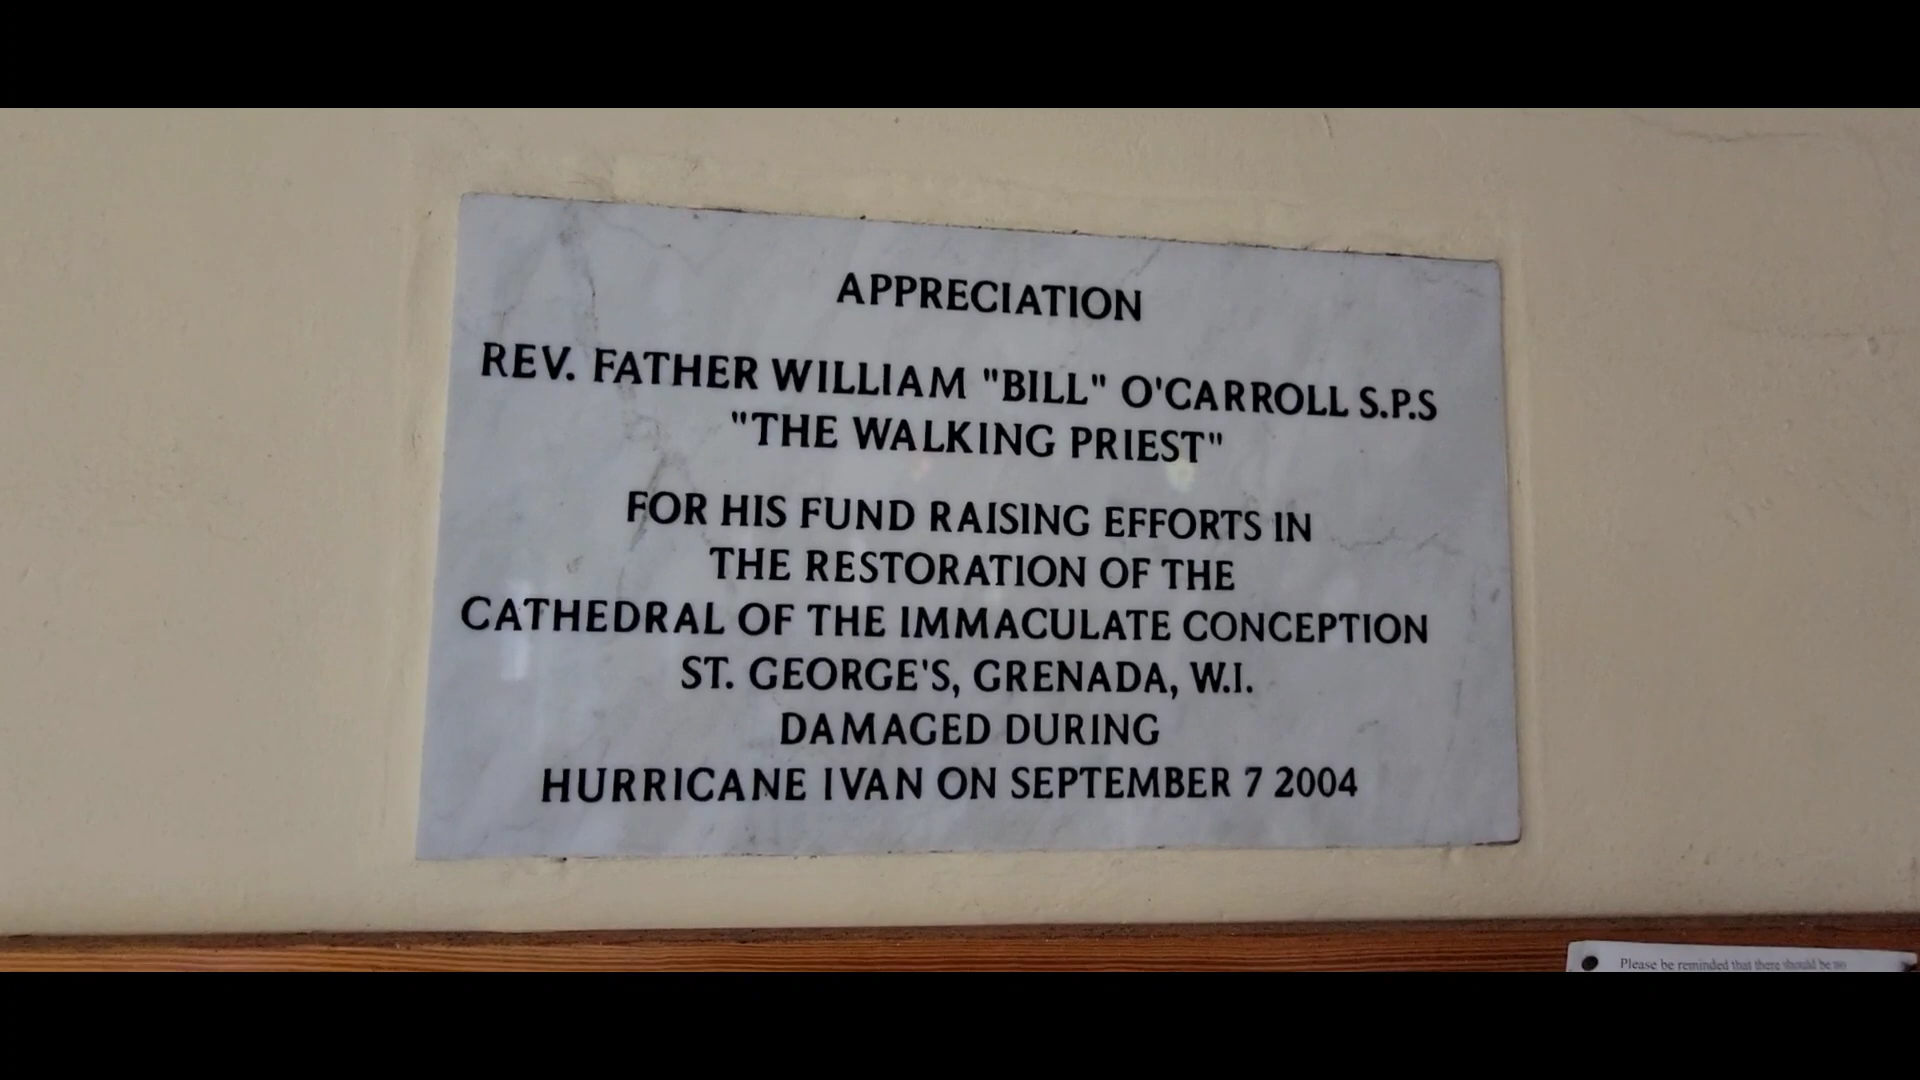 APPRECIATION
REV. FATHER WILLIAM "BILL" O'CARROLL S.P.S
"THE WALKING PRIEST"
FOR HIS FUND RAISING EFFORTS IN
THE RESTORATION OF THE
CATHEDRAL OF THE IMMACULATE CONCEPTION
ST. GEORGE'S, GRENADA, W.I.
DAMAGED DURING
HURRICANE IVAN ON SEPTEMBER 7 2004
Please be reminded that there should be no